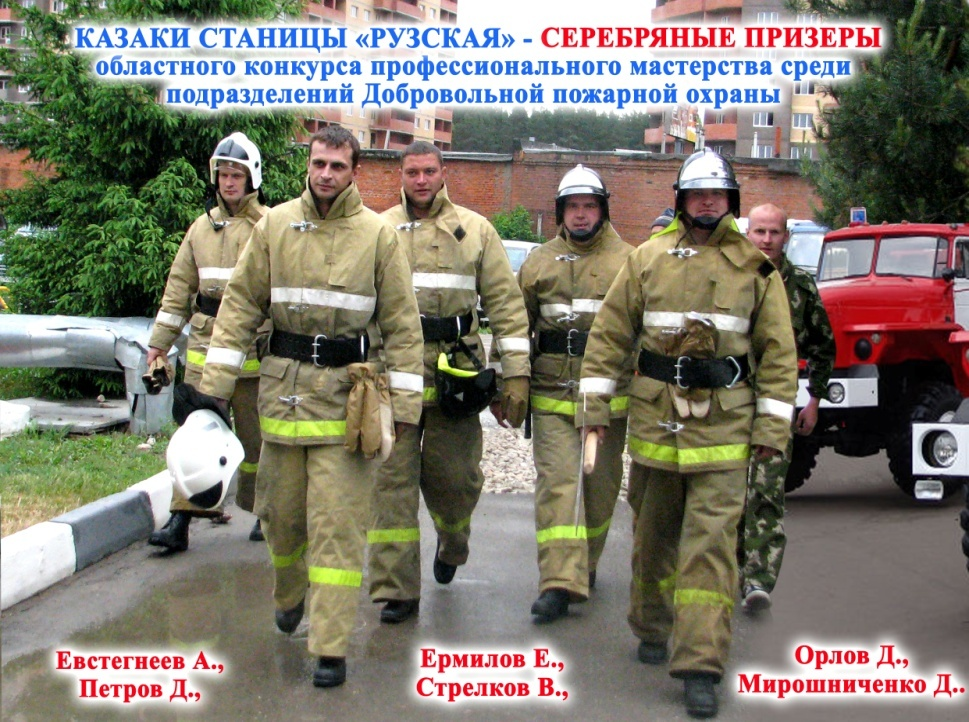 КАЗАКИ СТАНИЦЫ «РУЗСКАЯ» - СЕРЕБРЯНЫЕ ПРИЗЕРЫ
областного конкурса профессионального мастерства среди
подразделений Добровольной пожарной охраны
Евстегнеев А.,
Петров Д.,
Ермилов Е.,
Стрелков В.,
Орлов Д.,
Мирошниченко Д..